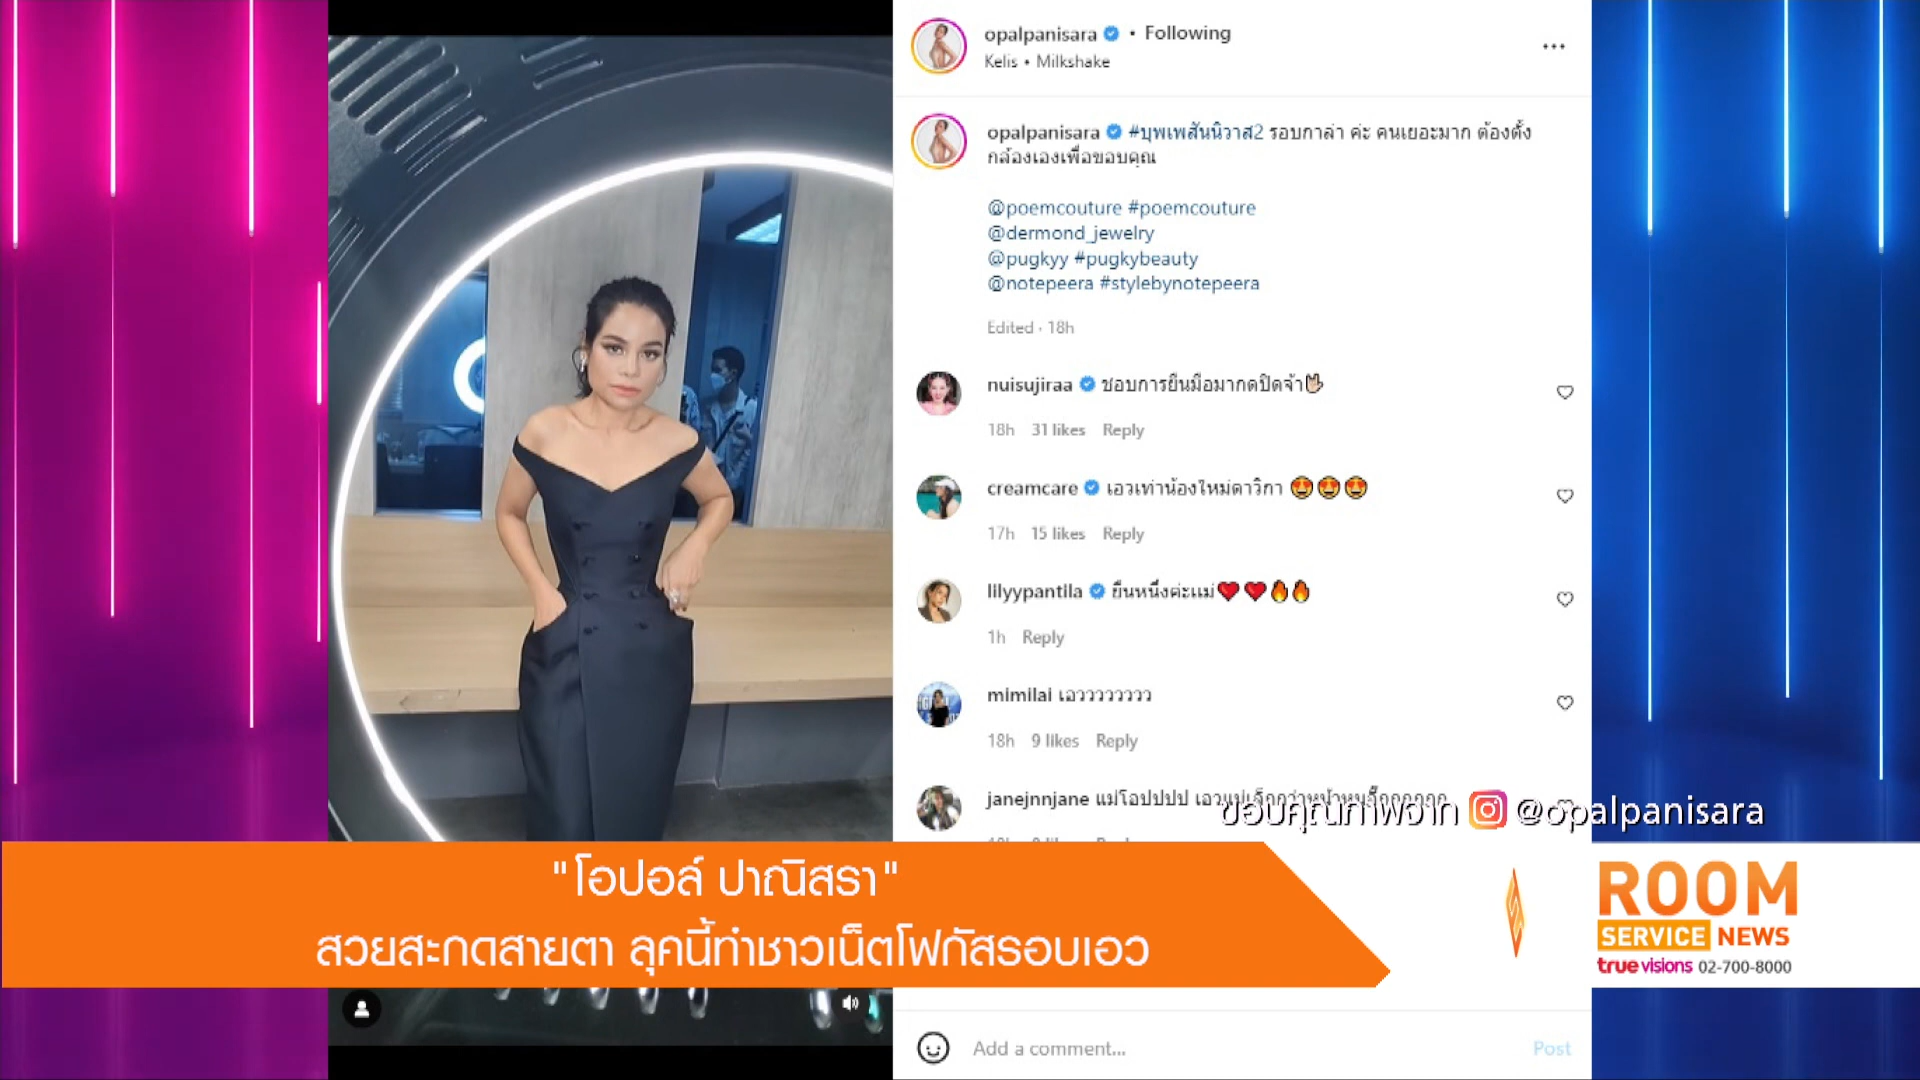 opalpanisara • Following
Kelis • Milkshake
opalpanisara #บุพเพสันนิวาส2 รอบกาล่า ค่ะ คนเยอะมาก ต้องตั้ง
กล้องเองเพื่อขอบคุณ
@poemcouture #poemcouture
@dermond_jewelry
@pugkyy #pugkybeauty
@notepeera #stylebynotepeera
Edited · 18h
nuisujiraa ชอบการยืนมือมากดปิดจ้า🤟🏻
18h 31 likes Reply
creamcare เอวเท่าน้องใหม่ดาวิกา 😍😍😍
17h 15 likes Reply
lilyypantila ยืนหนึ่งค่ะแม่❤️❤️🔥🔥
1h Reply
mimilai เอววววววววว
18h 9 likes Reply
janejnnjane แม่โอปปปป
ขอบคุณภาพจาก @opalpanisara
"โอปอล์ ปาณิสรา"
สวยสะกดสายตา ลุคนี้ทำชาวเน็ตโฟกัสรอบเอว
ROOM
SERVICE NEWS
truevisions 02-700-8000
Add a comment...
Post